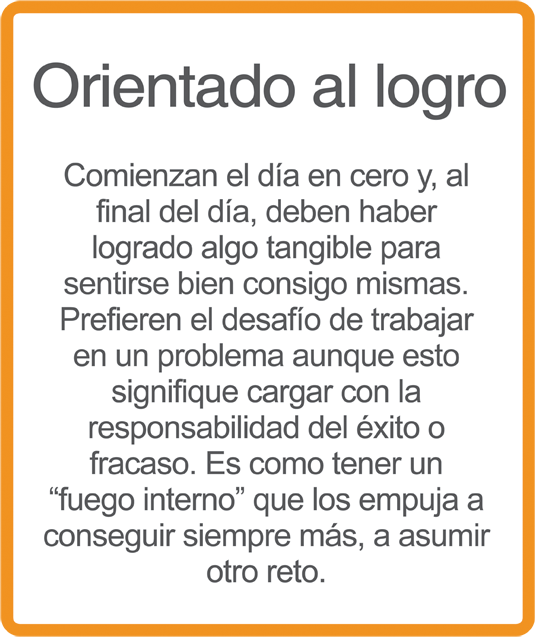 Orientado al logro
Comienzan el día en cero y, al
final del día, deben haber
logrado algo tangible para
sentirse bien consigo mismas.
Prefieren el desafío de trabajar
en un problema aunque esto
signifique cargar con la
responsabilidad del éxito o
fracaso. Es como tener un
“fuego interno” que los empuja a
conseguir siempre más, a asumir
otro reto.